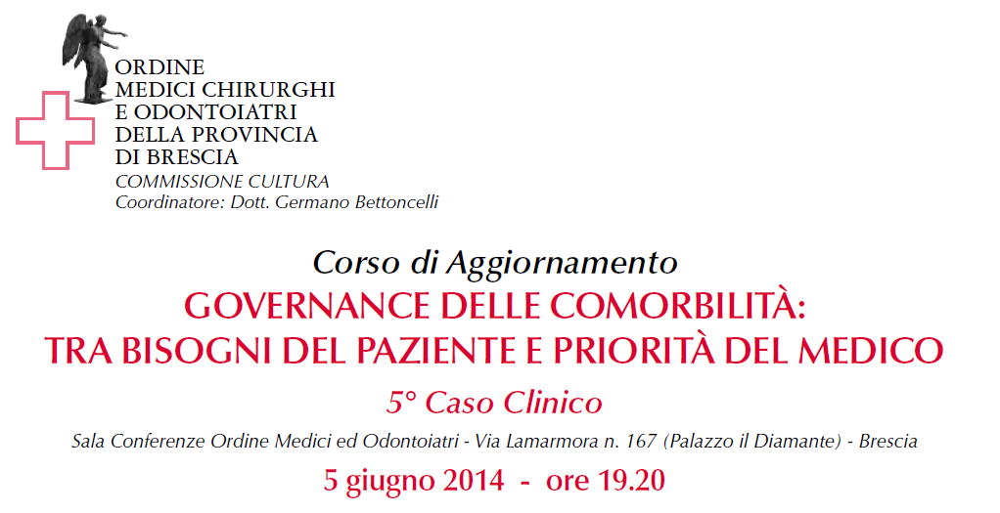 ORDINE
MEDICI CHIRURGHI
E ODONTOIATRI
DELLA PROVINCIA
DI BRESCIA
COMMISSIONE CULTURA
Coordinatore: Dott. Germano Bettoncelli
Corso di Aggiornamento
GOVERNANCE DELLE COMORBILITÀ:
TRA BISOGNI DEL PAZIENTE E PRIORITÀ DEL MEDICO
5° Caso Clinico
Sala Conferenze Ordine Medici ed Odontoiatri - Via Lamarmora n. 167 (Palazzo il Diamante) - Brescia
5 giugno 2014 - ore 19.20